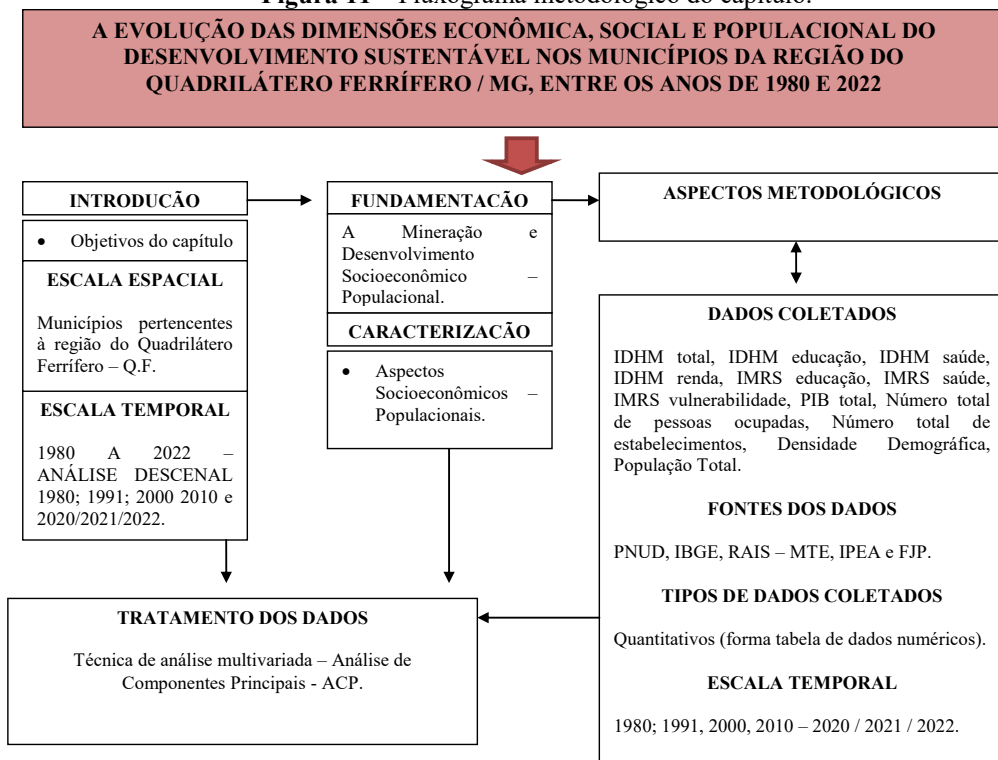 Figura 11 – Fluxograma metodológico do capítulo.
A EVOLUÇÃO DAS DIMENSÕES ECONÔMICA, SOCIAL E POPULACIONAL DO
DESENVOLVIMENTO SUSTENTÁVEL NOS MUNICÍPIOS DA REGIÃO DO
QUADRILÁTERO FERRÍFERO / MG, ENTRE OS ANOS DE 1980 E 2022
INTRODUCÃO
• Objetivos do capítulo
ESCALA ESPACIAL
Municípios pertencentes
à região do Quadrilátero
Ferrífero – Q.F.
ESCALA TEMPORAL
1980 A 2022 –
ANÁLISE DESCENAL
1980; 1991; 2000 2010 e
2020/2021/2022.
FUNDAMENTACÃO
A Mineração e
Desenvolvimento
Socioeconômico –
Populacional.
CARACTERIZAÇÃO
• Aspectos
Socioeconômicos –
Populacionais.
ASPECTOS METODOLÓGICOS
DADOS COLETADOS
IDHM total, IDHM educação, IDHM saúde,
IDHM renda, IMRS educação, IMRS saúde,
IMRS vulnerabilidade, PIB total, Número total
de pessoas ocupadas, Número total de
estabelecimentos, Densidade Demográfica,
População Total.
FONTES DOS DADOS
PNUD, IBGE, RAIS – MTE, IPEA e FJP.
TIPOS DE DADOS COLETADOS
Quantitativos (forma tabela de dados numéricos).
ESCALA TEMPORAL
1980; 1991, 2000, 2010 – 2020 / 2021 / 2022.
TRATAMENTO DOS DADOS
Técnica de análise multivariada – Análise de
Componentes Principais - ACP.